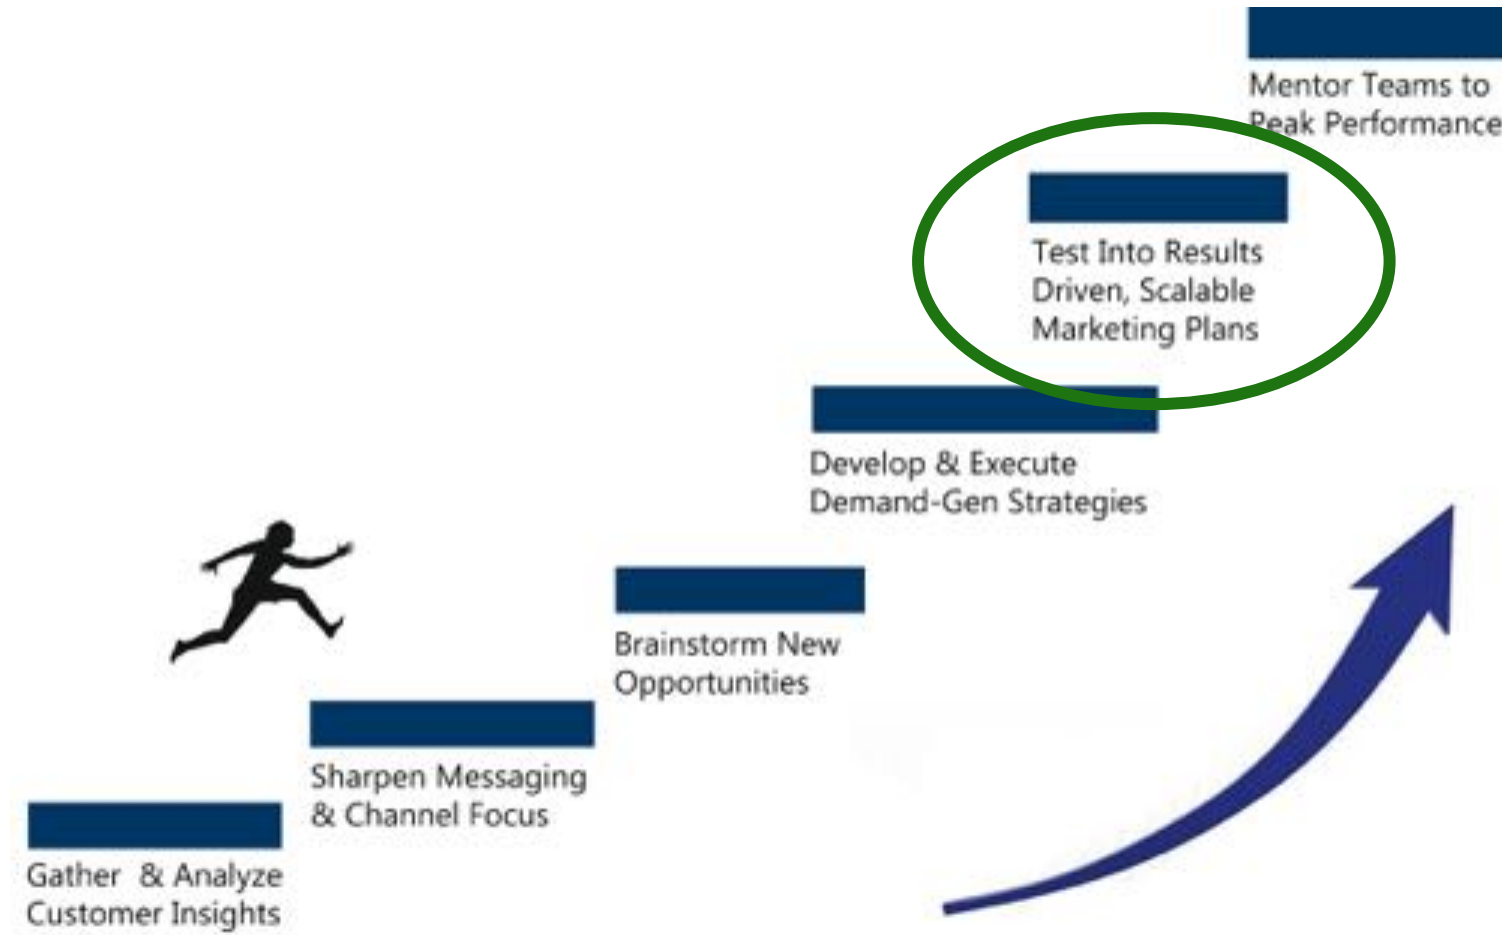 Mentor Teams to
Peak Performance
Test Into Results
Driven, Scalable
Marketing Plans
Develop & Execute
Demand-Gen Strategies
Brainstorm New
Opportunities
Sharpen Messaging
& Channel Focus
Gather & Analyze
Customer Insights